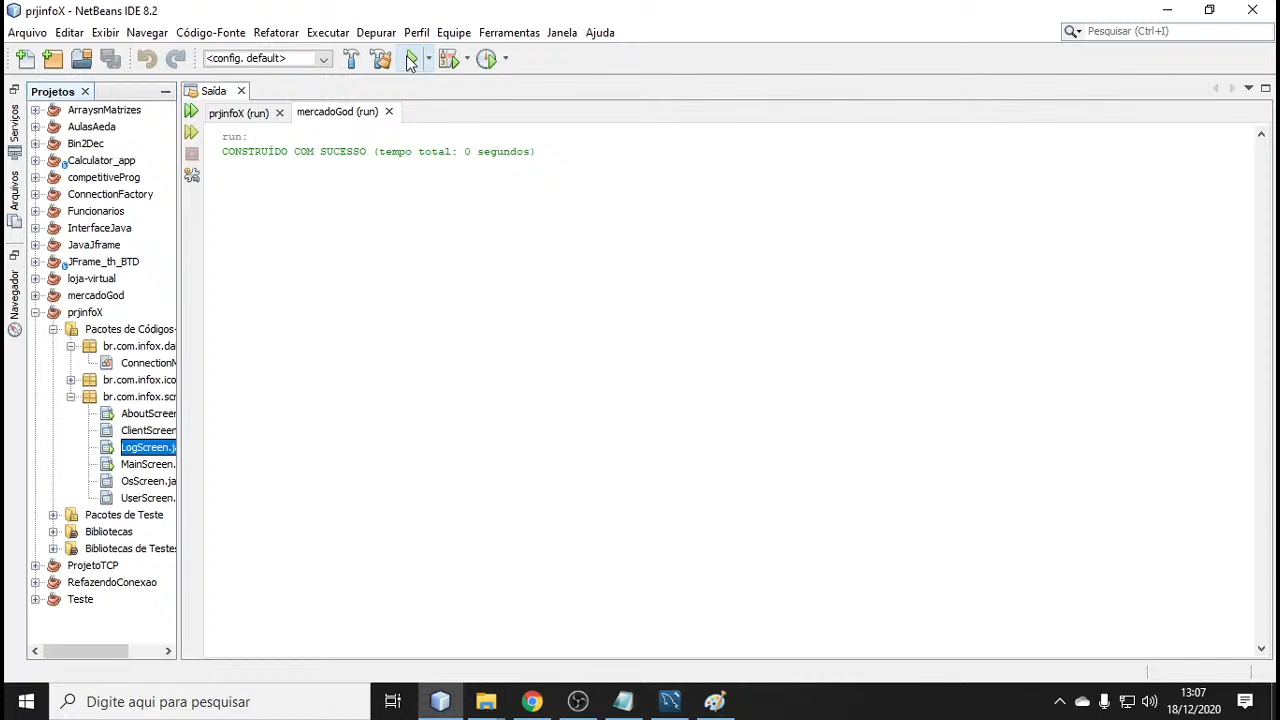 prjinfoX - NetBeans IDE 8.2
Arquivo Editar Exibir Navegar Código-Fonte Refatorar Executar Depurar Perfil Equipe Ferramentas Janela Ajuda
Pesquisar (Ctrl+I)
<config. default>
Projetos
Saída
Serviços
Arquivos
Navegador
ArraysnMatrizes
AulasAeda
Bin2Dec
Calculator_app
competitiveProg
ConnectionFactory
Funcionarios
InterfaceJava
JavaJframe
JFrame_th_BTD
loja-virtual
mercadoGod
prjinfoX
Pacotes de Códigos-
br.com.infox.da
ConnectionM
br.com.infox.ico
br.com.infox.scr
AboutScreen
ClientScreen
LogScreen.ja
MainScreen.
OsScreen.ja
UserScreen.
Pacotes de Teste
Bibliotecas
Bibliotecas de Testes
ProjetoTCP
RefazendoConexao
Teste
prjinfoX (run)
mercadoGod (run)
run:
CONSTRUÍDO COM SUCESSO (tempo total: 0 segundos)
Digite aqui para pesquisar
13:07
18/12/2020